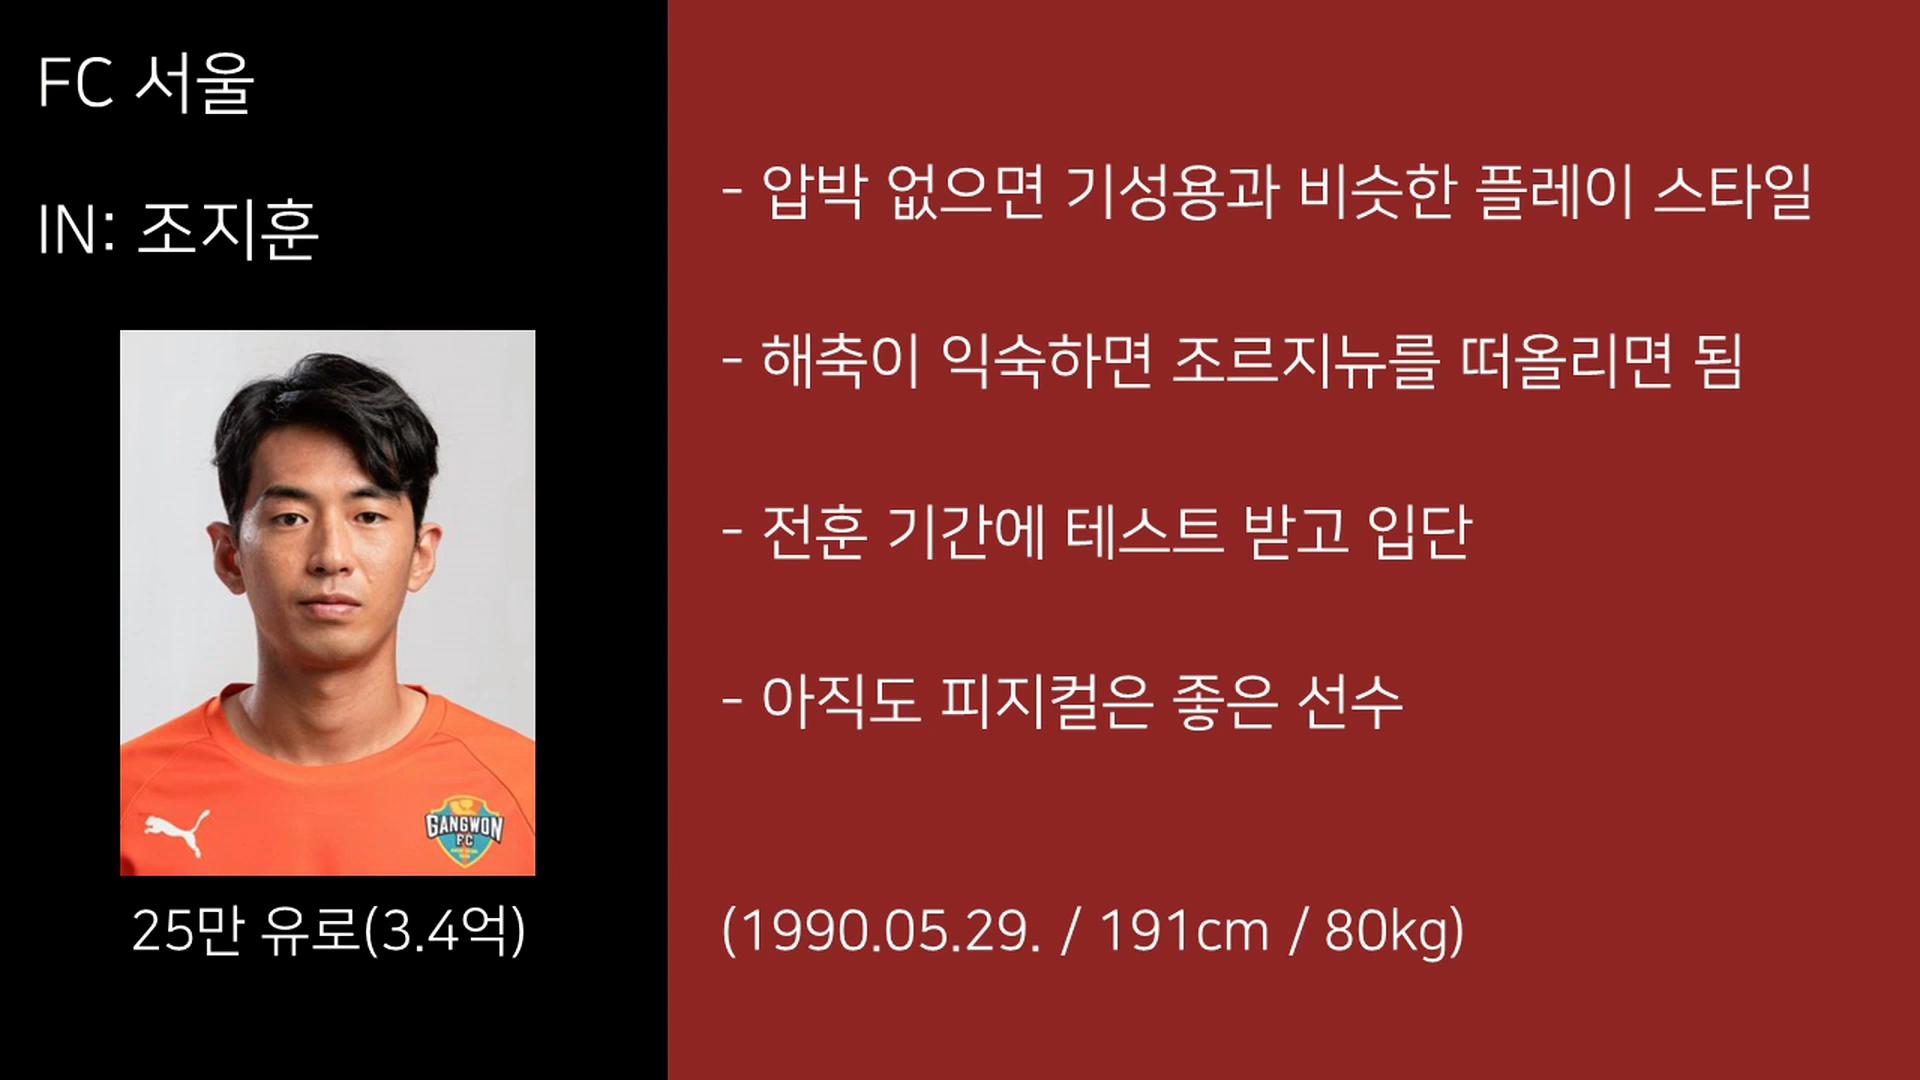 FC 서울
IN: 조지훈
GANGWON
FC
25만 유로(3.4억)
- 압박 없으면 기성용과 비슷한 플레이 스타일
- 해축이 익숙하면 조르지뉴를 떠올리면 됨
- 전훈 기간에 테스트 받고 입단
- 아직도 피지컬은 좋은 선수
(1990.05.29. / 191cm / 80kg)